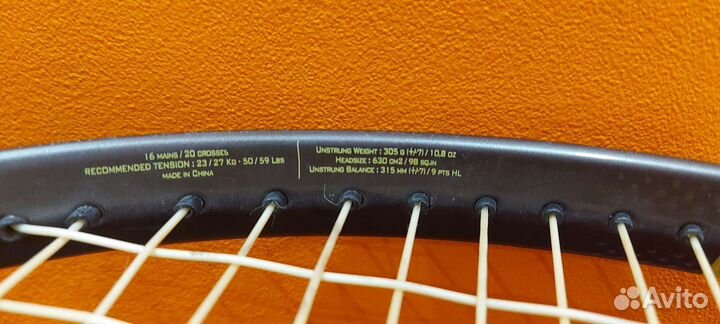 16 MAINS / 20 CROSSES
RECOMMENDED TENSION : 23 / 27 KG - 50 / 59 LBS
MADE IN CHINA
UNSTRUNG WEIGHT : 305 G (+/-7) / 10.8 OZ
HEADSIZE : 630 CM2 / 98 SQ.IN
UNSTRUNG BALANCE : 315 MM (+/-7) / 9 PTS HL
Avito